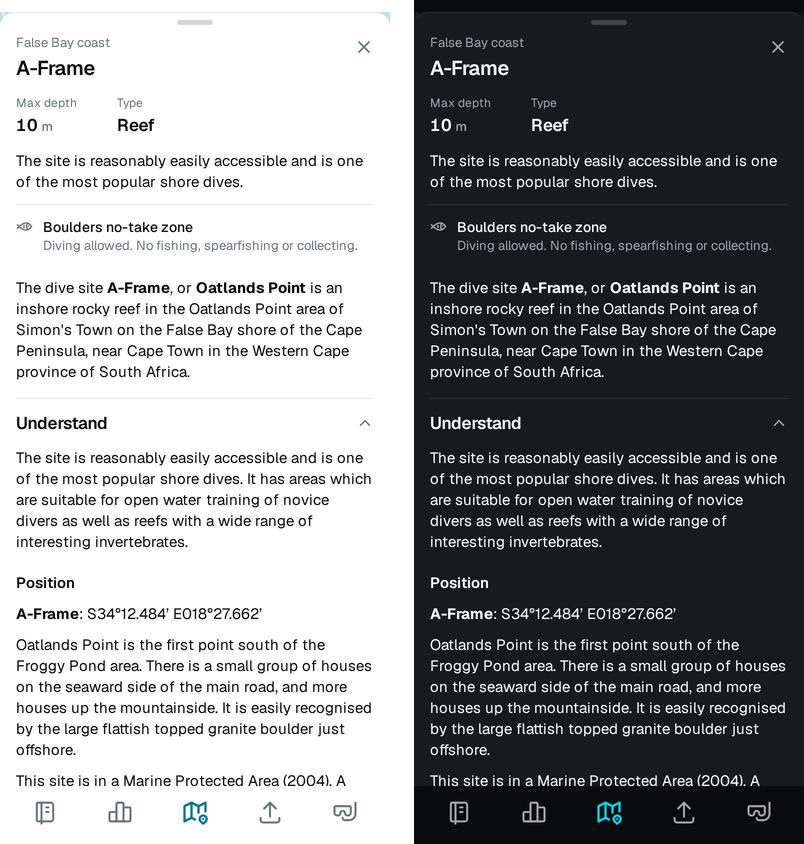 False Bay coast
A-Frame
Max depth Type
10 m Reef
The site is reasonably easily accessible and is one
of the most popular shore dives.
Boulders no-take zone
Diving allowed. No fishing, spearfishing or collecting.
The dive site A-Frame, or Oatlands Point is an
inshore rocky reef in the Oatlands Point area of
Simon's Town on the False Bay shore of the Cape
Peninsula, near Cape Town in the Western Cape
province of South Africa.
Understand
The site is reasonably easily accessible and is one
of the most popular shore dives. It has areas which
are suitable for open water training of novice
divers as well as reefs with a wide range of
interesting invertebrates.
Position
A-Frame: S34°12.484’ E018°27.662’
Oatlands Point is the first point south of the
Froggy Pond area. There is a small group of houses
on the seaward side of the main road, and more
houses up the mountainside. It is easily recognised
by the large flattish topped granite boulder just
offshore.
This site is in a Marine Protected Area (2004). A
False Bay coast
A-Frame
Max depth Type
10 m Reef
The site is reasonably easily accessible and is one
of the most popular shore dives.
Boulders no-take zone
Diving allowed. No fishing, spearfishing or collecting.
The dive site A-Frame, or Oatlands Point is an
inshore rocky reef in the Oatlands Point area of
Simon's Town on the False Bay shore of the Cape
Peninsula, near Cape Town in the Western Cape
province of South Africa.
Understand
The site is reasonably easily accessible and is one
of the most popular shore dives. It has areas which
are suitable for open water training of novice
divers as well as reefs with a wide range of
interesting invertebrates.
Position
A-Frame: S34°12.484’ E018°27.662’
Oatlands Point is the first point south of the
Froggy Pond area. There is a small group of houses
on the seaward side of the main road, and more
houses up the mountainside. It is easily recognised
by the large flattish topped granite boulder just
offshore.
This site is in a Marine Protected Area (2004). A